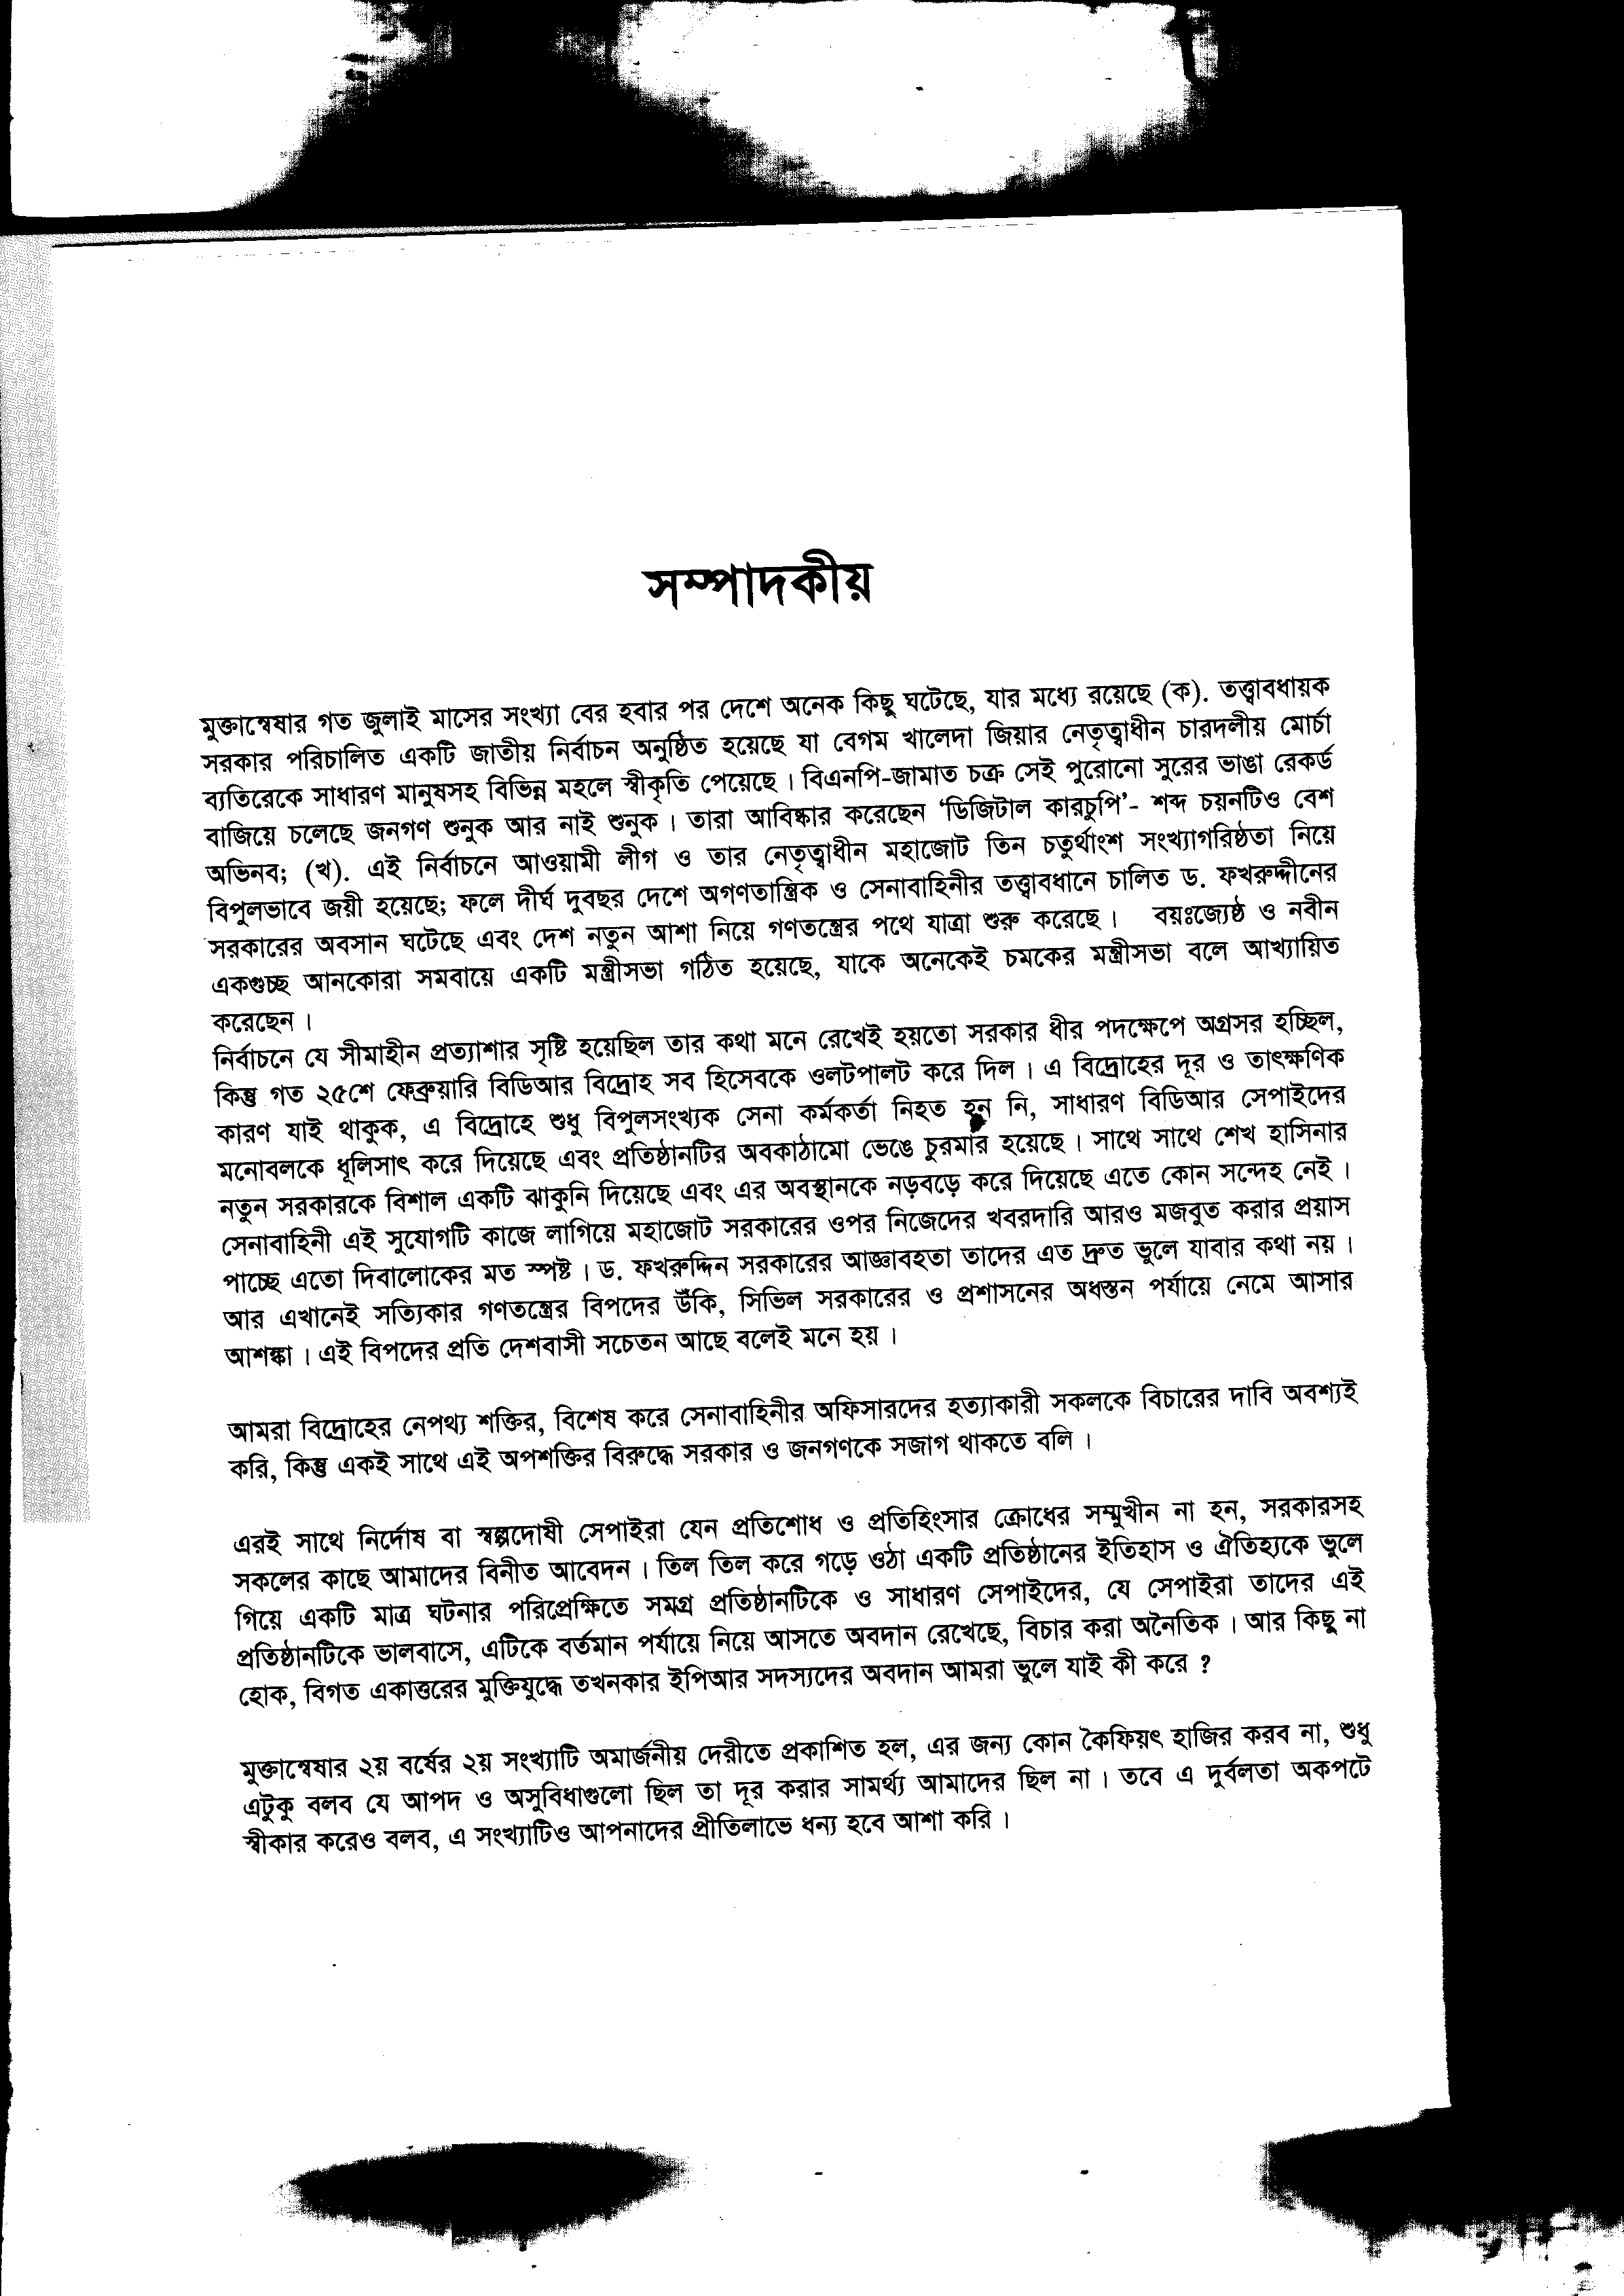 সম্পাদকীয়
মুক্তান্বেষার গত জুলাই মাসের সংখ্যা বের হবার পর দেশে অনেক কিছু ঘটেছে, যার মধ্যে রয়েছে (ক). তত্ত্বাবধায়ক
সরকার পরিচালিত একটি জাতীয় নির্বাচন অনুষ্ঠিত হয়েছে যা বেগম খালেদা জিয়ার নেতৃত্বাধীন চারদলীয় মোর্চা
ব্যতিরেকে সাধারণ মানুষসহ বিভিন্ন মহলে স্বীকৃতি পেয়েছে । বিএনপি-জামাত চক্র সেই পুরোনো সুরের ভাঙা রেকর্ড
বাজিয়ে চলেছে জনগণ শুনুক আর নাই শুনুক । তারা আবিষ্কার করেছেন ‘ডিজিটাল কারচুপি’- শব্দ চয়নটিও বেশ
অভিনব; (খ). এই নির্বাচনে আওয়ামী লীগ ও তার নেতৃত্বাধীন মহাজোট তিন চতুর্থাংশ সংখ্যাগরিষ্ঠতা নিয়ে
বিপুলভাবে জয়ী হয়েছে; ফলে দীর্ঘ দুবছর দেশে অগণতান্ত্রিক ও সেনাবাহিনীর তত্ত্বাবধানে চালিত ড. ফখরুদ্দীনের
সরকারের অবসান ঘটেছে এবং দেশ নতুন আশা নিয়ে গণতন্ত্রের পথে যাত্রা শুরু করেছে । বয়ঃজ্যেষ্ঠ ও নবীন
একগুচ্ছ আনকোরা সমবায়ে একটি মন্ত্রীসভা গঠিত হয়েছে, যাকে অনেকেই চমকের মন্ত্রীসভা বলে আখ্যায়িত
করেছেন ।
নির্বাচনে যে সীমাহীন প্রত্যাশার সৃষ্টি হয়েছিল তার কথা মনে রেখেই হয়তো সরকার ধীর পদক্ষেপে অগ্রসর হচ্ছিল,
কিন্তু গত ২৫শে ফেব্রুয়ারি বিডিআর বিদ্রোহ সব হিসেবকে ওলটপালট করে দিল । এ বিদ্রোহের দূর ও তাৎক্ষণিক
কারণ যাই থাকুক, এ বিদ্রোহে শুধু বিপুলসংখ্যক সেনা কর্মকর্তা নিহত হন নি, সাধারণ বিডিআর সেপাইদের
মনোবলকে ধূলিসাৎ করে দিয়েছে এবং প্রতিষ্ঠানটির অবকাঠামো ভেঙে চুরমার হয়েছে । সাথে সাথে শেখ হাসিনার
নতুন সরকারকে বিশাল একটি ঝাকুনি দিয়েছে এবং এর অবস্থানকে নড়বড়ে করে দিয়েছে এতে কোন সন্দেহ নেই ।
সেনাবাহিনী এই সুযোগটি কাজে লাগিয়ে মহাজোট সরকারের ওপর নিজেদের খবরদারি আরও মজবুত করার প্রয়াস
পাচ্ছে এতো দিবালোকের মত স্পষ্ট । ড. ফখরুদ্দিন সরকারের আজ্ঞাবহতা তাদের এত দ্রুত ভুলে যাবার কথা নয় ।
আর এখানেই সত্যিকার গণতন্ত্রের বিপদের উঁকি, সিভিল সরকারের ও প্রশাসনের অধস্তন পর্যায়ে নেমে আসার
আশঙ্কা । এই বিপদের প্রতি দেশবাসী সচেতন আছে বলেই মনে হয় ।
আমরা বিদ্রোহের নেপথ্য শক্তির, বিশেষ করে সেনাবাহিনীর অফিসারদের হত্যাকারী সকলকে বিচারের দাবি অবশ্যই
করি, কিন্তু একই সাথে এই অপশক্তির বিরুদ্ধে সরকার ও জনগণকে সজাগ থাকতে বলি ।
এরই সাথে নির্দোষ বা স্বল্পদোষী সেপাইরা যেন প্রতিশোধ ও প্রতিহিংসার ক্রোধের সম্মুখীন না হন, সরকারসহ
সকলের কাছে আমাদের বিনীত আবেদন । তিল তিল করে গড়ে ওঠা একটি প্রতিষ্ঠানের ইতিহাস ও ঐতিহ্যকে ভুলে
গিয়ে একটি মাত্র ঘটনার পরিপ্রেক্ষিতে সমগ্র প্রতিষ্ঠানটিকে ও সাধারণ সেপাইদের, যে সেপাইরা তাদের এই
প্রতিষ্ঠানটিকে ভালবাসে, এটিকে বর্তমান পর্যায়ে নিয়ে আসতে অবদান রেখেছে, বিচার করা অনৈতিক । আর কিছু না
হোক, বিগত একাত্তরের মুক্তিযুদ্ধে তখনকার ইপিআর সদস্যদের অবদান আমরা ভুলে যাই কী করে ?
মুক্তান্বেষার ২য় বর্ষের ২য় সংখ্যাটি অমার্জনীয় দেরীতে প্রকাশিত হল, এর জন্য কোন কৈফিয়ৎ হাজির করব না, শুধু
এটুকু বলব যে আপদ ও অসুবিধাগুলো ছিল তা দূর করার সামর্থ্য আমাদের ছিল না । তবে এ দুর্বলতা অকপটে
স্বীকার করেও বলব, এ সংখ্যাটিও আপনাদের প্রীতিলাভে ধন্য হবে আশা করি ।